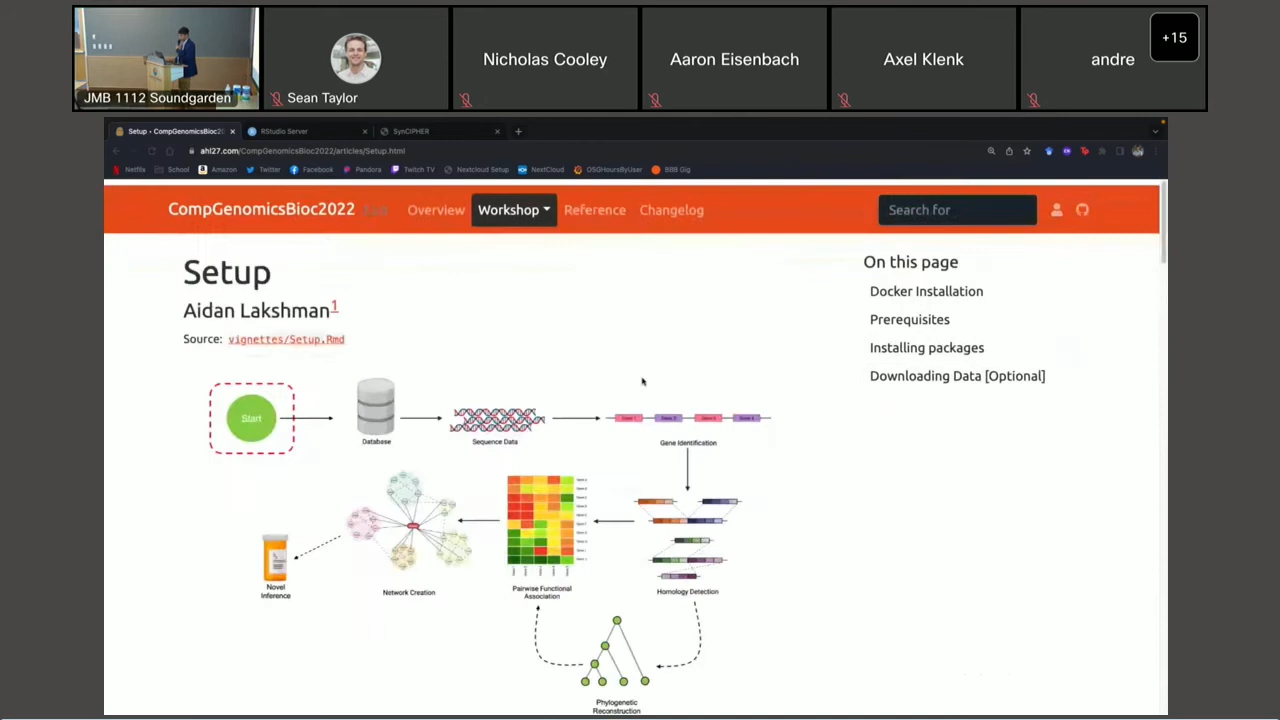 JMB 1112 Soundgarden
Sean Taylor
Nicholas Cooley
Aaron Eisenbach
Axel Klenk
andre
+15
Setup • CompGenomicsBioc20
RStudio Server
SynCIPHER
ahl27.com/CompGenomicsBioc2022/articles/Setup.html
Netflix
School
Amazon
Twitter
Facebook
Pandora
Twitch TV
Nextcloud Setup
NextCloud
OSGHoursByUser
BBB Gig
CompGenomicsBioc2022
Overview
Workshop
Reference
Changelog
Search for
Setup
Aidan Lakshman1
Source: vignettes/Setup.Rmd
On this page
Docker Installation
Prerequisites
Installing packages
Downloading Data [Optional]
Start
Database
Sequence Data
Gene Identification
Homology Detection
Pairwise Functional
Association
Network Creation
Novel
Inference
Phylogenetic
Reconstruction